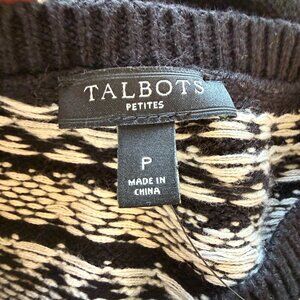 TALBOTS
PETITES
P
MADE IN
CHINA